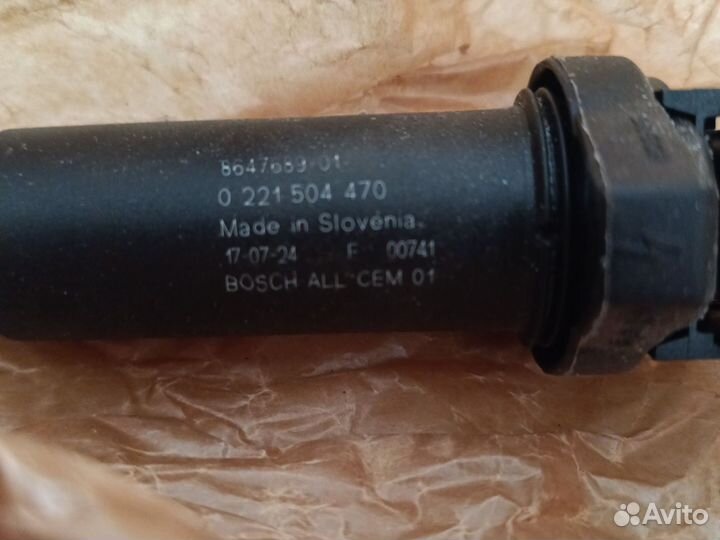 8647689-01
0 221 504 470
Made in Slovenia
17-07-24 F 00741
BOSCH ALL CEM 01
Avito